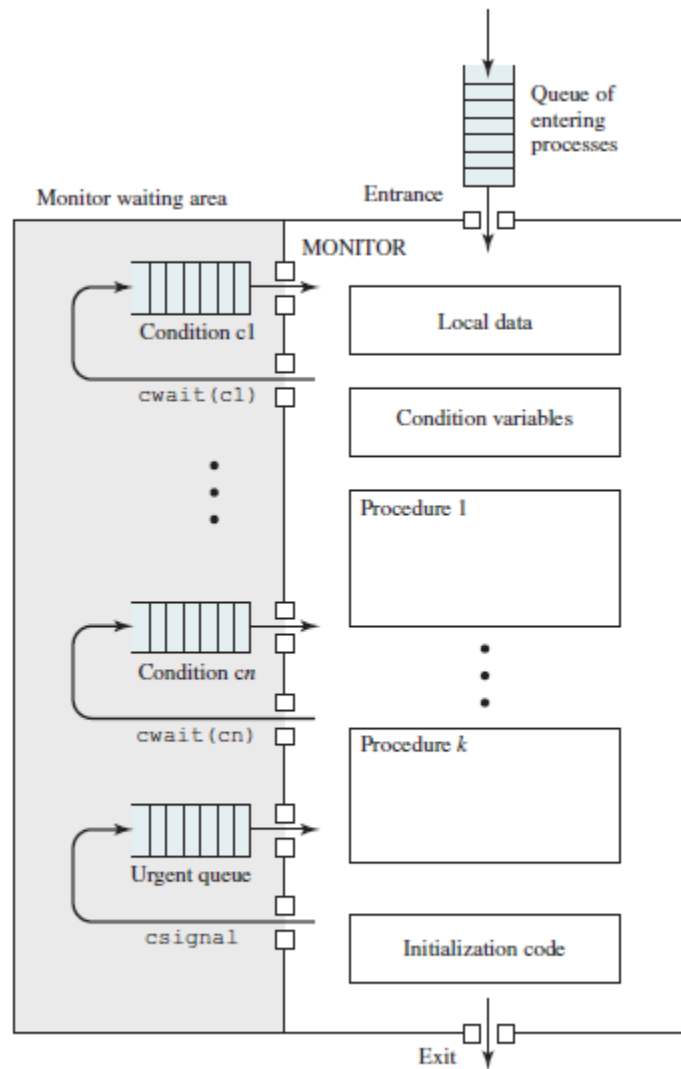 Queue of
entering
processes
Monitor waiting area
Entrance
MONITOR
Local data
Condition c1
cwait(c1)
Condition variables
Procedure 1
Condition cn
cwait(cn)
Procedure k
Urgent queue
csignal
Initialization code
Exit